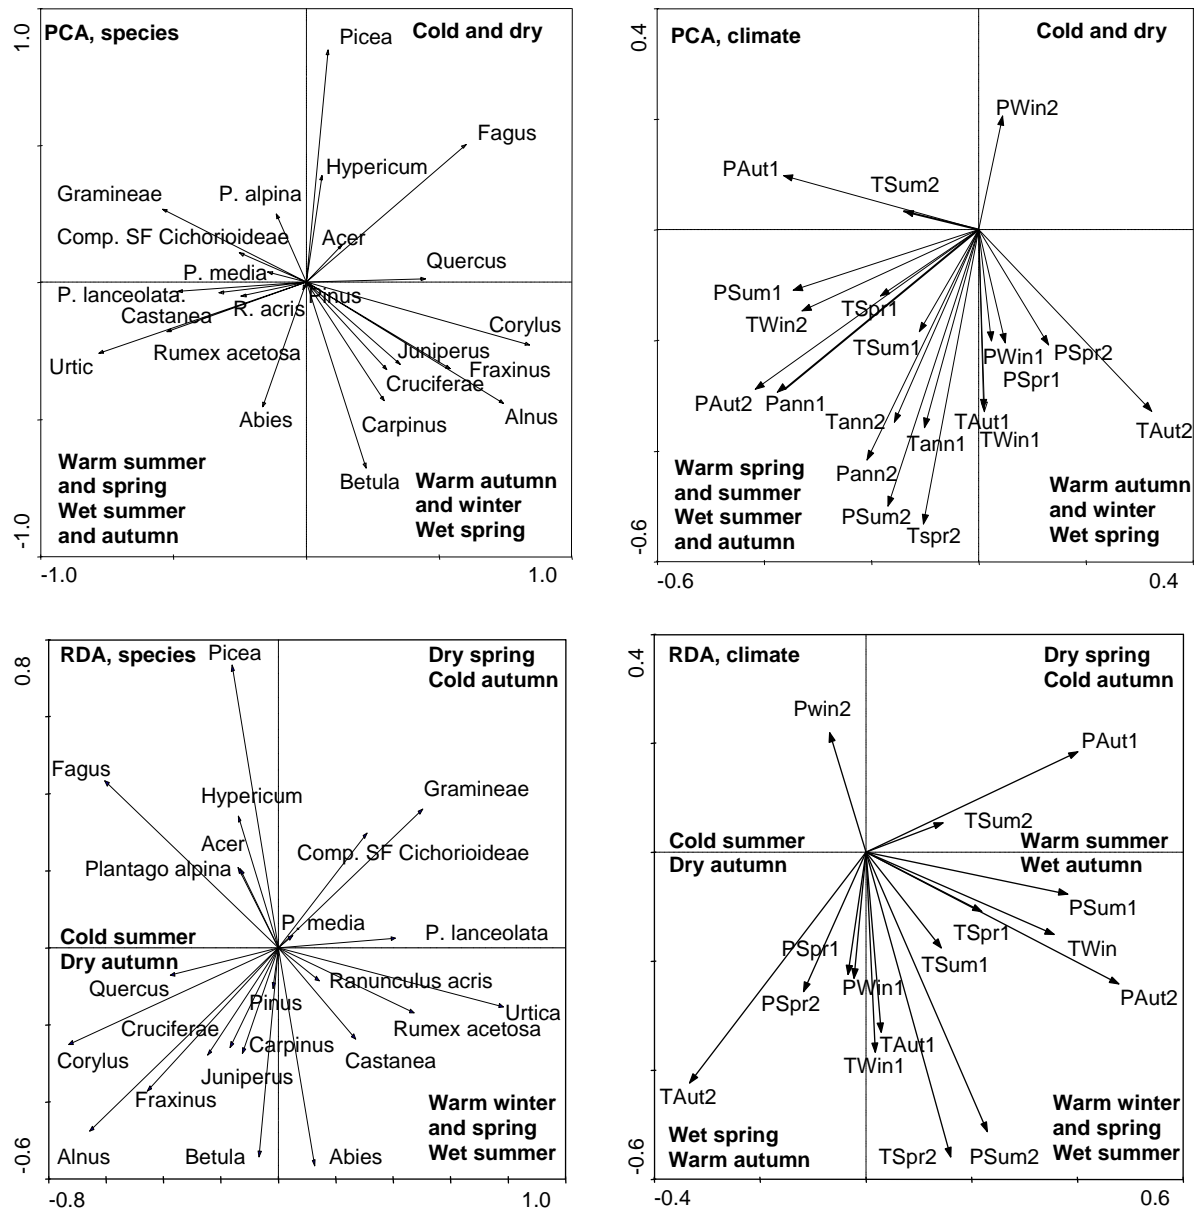 1.0
PCA, species
Cold and dry
Picea
Fagus
Hypericum
Gramineae
P. alpina
Comp. SF Cichorioideae
Acer
Quercus
P. media
P. lanceolata.
Pinus
R. acris
Castanea
Corylus
Rumex acetosa
Juniperus
Urtic
Fraxinus
Cruciferae
Abies
Carpinus
Alnus
Betula
Warm summer
and spring
Wet summer
and autumn
Warm autumn
and winter
Wet spring
-1.0
-1.0
1.0
0.4
PCA, climate
Cold and dry
PWin2
PAut1
TSum2
PSum1
TSpr1
TWin2
TSum1
PWin1
PSpr2
PSpr1
PAut2
Pann1
Tann2
TAut1
TAut2
Tann1
TWin1
Pann2
PSum2
Tspr2
Warm spring
and summer
Wet summer
and autumn
Warm autumn
and winter
Wet spring
-0.6
-0.6
0.4
0.8
RDA, species
Picea
Dry spring
Cold autumn
Fagus
Hypericum
Gramineae
Acer
Comp. SF Cichorioideae
Plantago alpina
P. media
P. lanceolata
Cold summer
Dry autumn
Quercus
Ranunculus acris
Pinus
Urtica
Cruciferae
Rumex acetosa
Carpinus
Corylus
Castanea
Juniperus
Fraxinus
Alnus
Betula
Abies
Warm winter
and spring
Wet summer
-0.6
-0.8
1.0
0.4
RDA, climate
Dry spring
Cold autumn
Pwin2
PAut1
TSum2
Cold summer
Dry autumn
Warm summer
Wet autumn
PSum1
TSpr1
PSpr1
TWin
TSum1
PWin1
PSpr2
PAut2
TAut1
TWin1
TAut2
Wet spring
Warm autumn
TSpr2
PSum2
Warm winter
and spring
Wet summer
-0.6
-0.4
0.6